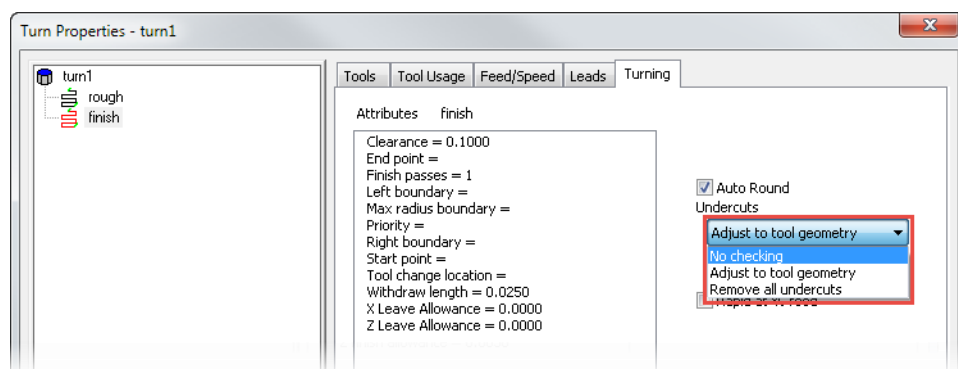 Turn Properties - turn1
turn1
rough
finish
Tools Tool Usage Feed/Speed Leads Turning
Attributes finish
Clearance = 0.1000
End point =
Finish passes = 1
Left boundary =
Max radius boundary =
Priority =
Right boundary =
Start point =
Tool change location =
Withdraw length = 0.0250
X Leave Allowance = 0.0000
Z Leave Allowance = 0.0000
Auto Round
Undercuts
Adjust to tool geometry
No checking
Adjust to tool geometry
Remove all undercuts